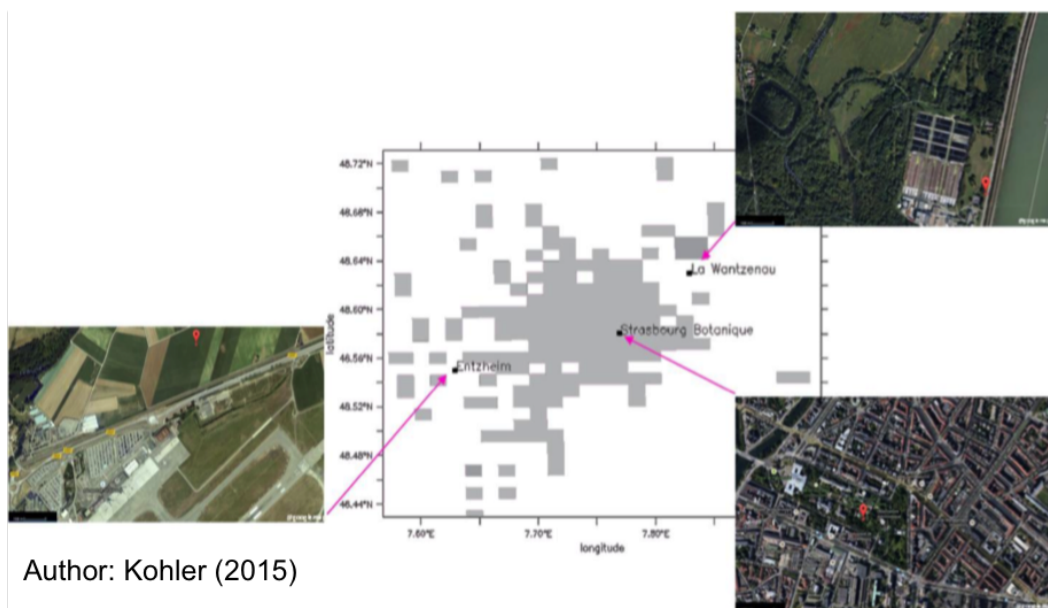 48.72°N
48.68°N
48.64°N
48.60°N
48.56°N
48.52°N
48.48°N
48.44°N
latitude
La Wantzenau
Strasbourg Botanique
Entzheim
7.60°E
7.70°E
7.80°E
longitude
Author: Kohler (2015)